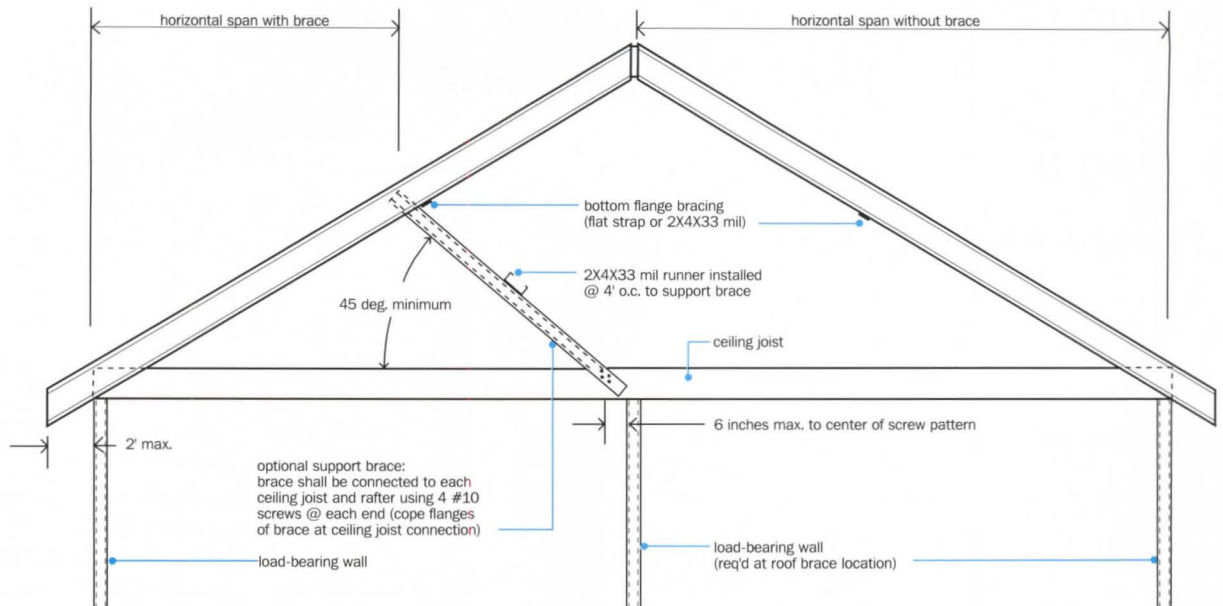 horizontal span with brace
horizontal span without brace
bottom flange bracing
(flat strap or 2X4X33 mil)
2X4X33 mil runner installed
@ 4' o.c. to support brace
45 deg. minimum
ceiling joist
6 inches max. to center of screw pattern
2' max.
optional support brace:
brace shall be connected to each
ceiling joist and rafter using 4 #10
screws @ each end (cope flanges
of brace at ceiling joist connection)
load-bearing wall
load-bearing wall
(req'd at roof brace location)